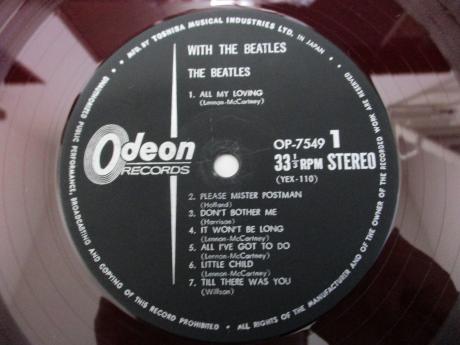 MFG. BY TOSHIBA MUSICAL INDUSTRIES LTD. IN JAPAN
WITH THE BEATLES
THE BEATLES
1. ALL MY LOVING
(Lennon-McCartney)
Odeon
RECORDS
OP-7549 1
33 1/3 RPM STEREO
(YEX-110)
2. PLEASE MISTER POSTMAN
(Holland)
3. DON'T BOTHER ME
(Harrison)
4. IT WON'T BE LONG
(Lennon-McCartney)
5. ALL I'VE GOT TO DO
(Lennon-McCartney)
6. LITTLE CHILD
(Lennon-McCartney)
7. TILL THERE WAS YOU
(Willson)
UNAUTHORIZED PUBLIC PERFORMANCE, BROADCASTING AND COPYING OF THIS RECORD PROHIBITED • ALL RIGHTS OF THE MANUFACTURER AND OF THE OWNER OF THE RECORDED WORK ARE RESERVED